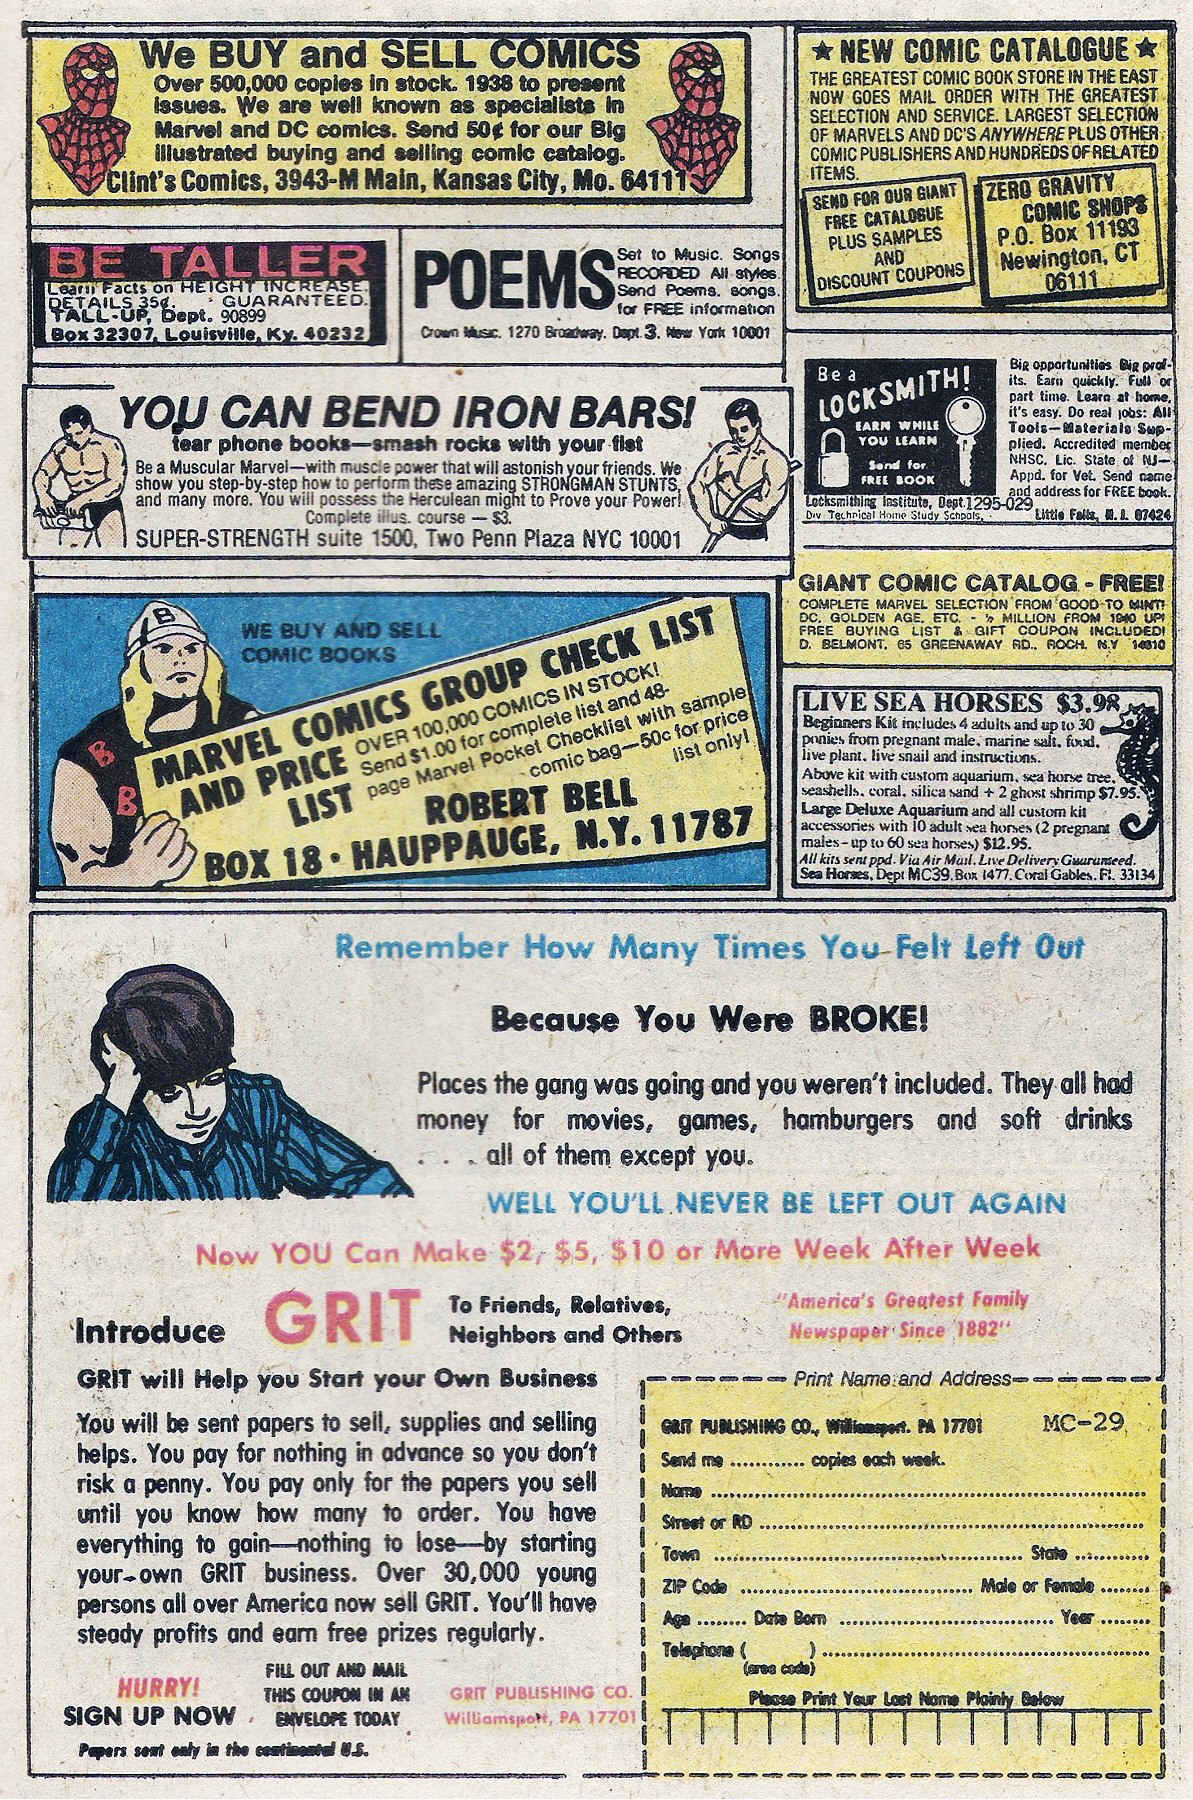 We BUY and SELL COMICS
Over 500,000 copies in stock. 1938 to present
issues. We are well known as specialists in
Marvel and DC comics. Send 50¢ for our Big
illustrated buying and selling comic catalog.
Clint's Comics, 3943-M Main, Kansas City, Mo. 64111
★ NEW COMIC CATALOGUE ★
THE GREATEST COMIC BOOK STORE IN THE EAST
NOW GOES MAIL ORDER WITH THE GREATEST
SELECTION AND SERVICE. LARGEST SELECTION
OF MARVELS AND DC'S ANYWHERE PLUS OTHER
COMIC PUBLISHERS AND HUNDREDS OF RELATED
ITEMS.
SEND FOR OUR GIANT
FREE CATALOGUE
PLUS SAMPLES
AND
DISCOUNT COUPONS
ZERO GRAVITY
COMIC SHOPS
P.O. Box 11193
Newington, CT
06111
BE TALLER
Learn Facts on HEIGHT INCREASE.
DETAILS 35¢. GUARANTEED.
TALL-UP, Dept. 90899
Box 32307, Louisville, Ky. 40232
POEMS
Set to Music. Songs
RECORDED All styles.
Send Poems. songs.
for FREE information
Crown Music. 1270 Broadway. Dept. 3. New York 10001
YOU CAN BEND IRON BARS!
tear phone books—smash rocks with your fist
Be a Muscular Marvel—with muscle power that will astonish your friends. We
show you step-by-step how to perform these amazing STRONGMAN STUNTS,
and many more. You will possess the Herculean might to Prove your Power!
Complete illus. course — $3.
SUPER-STRENGTH suite 1500, Two Penn Plaza NYC 10001
Be a
LOCKSMITH!
EARN WHILE
YOU LEARN
Send for
FREE BOOK
Big opportunities Big prof-
its. Earn quickly. Full or
part time. Learn at home,
it's easy. Do real jobs: All
Tools—Materials Sup-
plied. Accredited member
NHSC, Lic. State of NJ—
Appd. for Vet. Send name
and address for FREE book.
Locksmithing Institute, Dept.1295-029
Div Technical Home Study Schools, Little Falls, N.J. 07424
GIANT COMIC CATALOG - FREE!
COMPLETE MARVEL SELECTION FROM GOOD TO MINT!
DC, GOLDEN AGE, ETC. - ½ MILLION FROM 1940 UP!
FREE BUYING LIST & GIFT COUPON INCLUDED!
D. BELMONT, 65 GREENAWAY RD., ROCH. N.Y 14610
B
B
B
WE BUY AND SELL
COMIC BOOKS
MARVEL COMICS GROUP CHECK LIST
AND PRICE
LIST
OVER 100,000 COMICS IN STOCK!
Send $1.00 for complete list and 48-
page Marvel Pocket Checklist with sample
comic bag—50c for price
list only!
ROBERT BELL
BOX 18 • HAUPPAUGE, N.Y. 11787
LIVE SEA HORSES $3.98
Beginners Kit includes 4 adults and up to 30
ponies from pregnant male, marine salt, food,
live plant, live snail and instructions.
Above kit with custom aquarium, sea horse tree,
seashells, coral, silica sand + 2 ghost shrimp $7.95.
Large Deluxe Aquarium and all custom kit
accessories with 10 adult sea horses (2 pregnant
males - up to 60 sea horses) $12.95.
All kits sent ppd. Via Air Mail. Live Delivery Guaranteed.
Sea Horses, Dept MC39, Box 1477, Coral Gables, Fl. 33134
Remember How Many Times You Felt Left Out
Because You Were BROKE!
Places the gang was going and you weren't included. They all had
money for movies, games, hamburgers and soft drinks
. . . all of them except you.
WELL YOU'LL NEVER BE LEFT OUT AGAIN
Now YOU Can Make $2, $5, $10 or More Week After Week
Introduce GRIT To Friends, Relatives,
Neighbors and Others
"America's Greatest Family
Newspaper Since 1882"
GRIT will Help you Start your Own Business
You will be sent papers to sell, supplies and selling
helps. You pay for nothing in advance so you don't
risk a penny. You pay only for the papers you sell
until you know how many to order. You have
everything to gain—nothing to lose—by starting
your own GRIT business. Over 30,000 young
persons all over America now sell GRIT. You'll have
steady profits and earn free prizes regularly.
HURRY!
SIGN UP NOW
FILL OUT AND MAIL
THIS COUPON IN AN
ENVELOPE TODAY
GRIT PUBLISHING CO.
Williamsport, PA 17701
Papers sent only in the continental U.S.
Print Name and Address
GRIT PUBLISHING CO., Williamsport. PA 17701 MC-29
Send me ............ copies each week.
Name
Street or RD
Town State
ZIP Code Male or Female
Age ........ Date Born Year
Telephone ( )
(area code)
Please Print Your Last Name Plainly Below